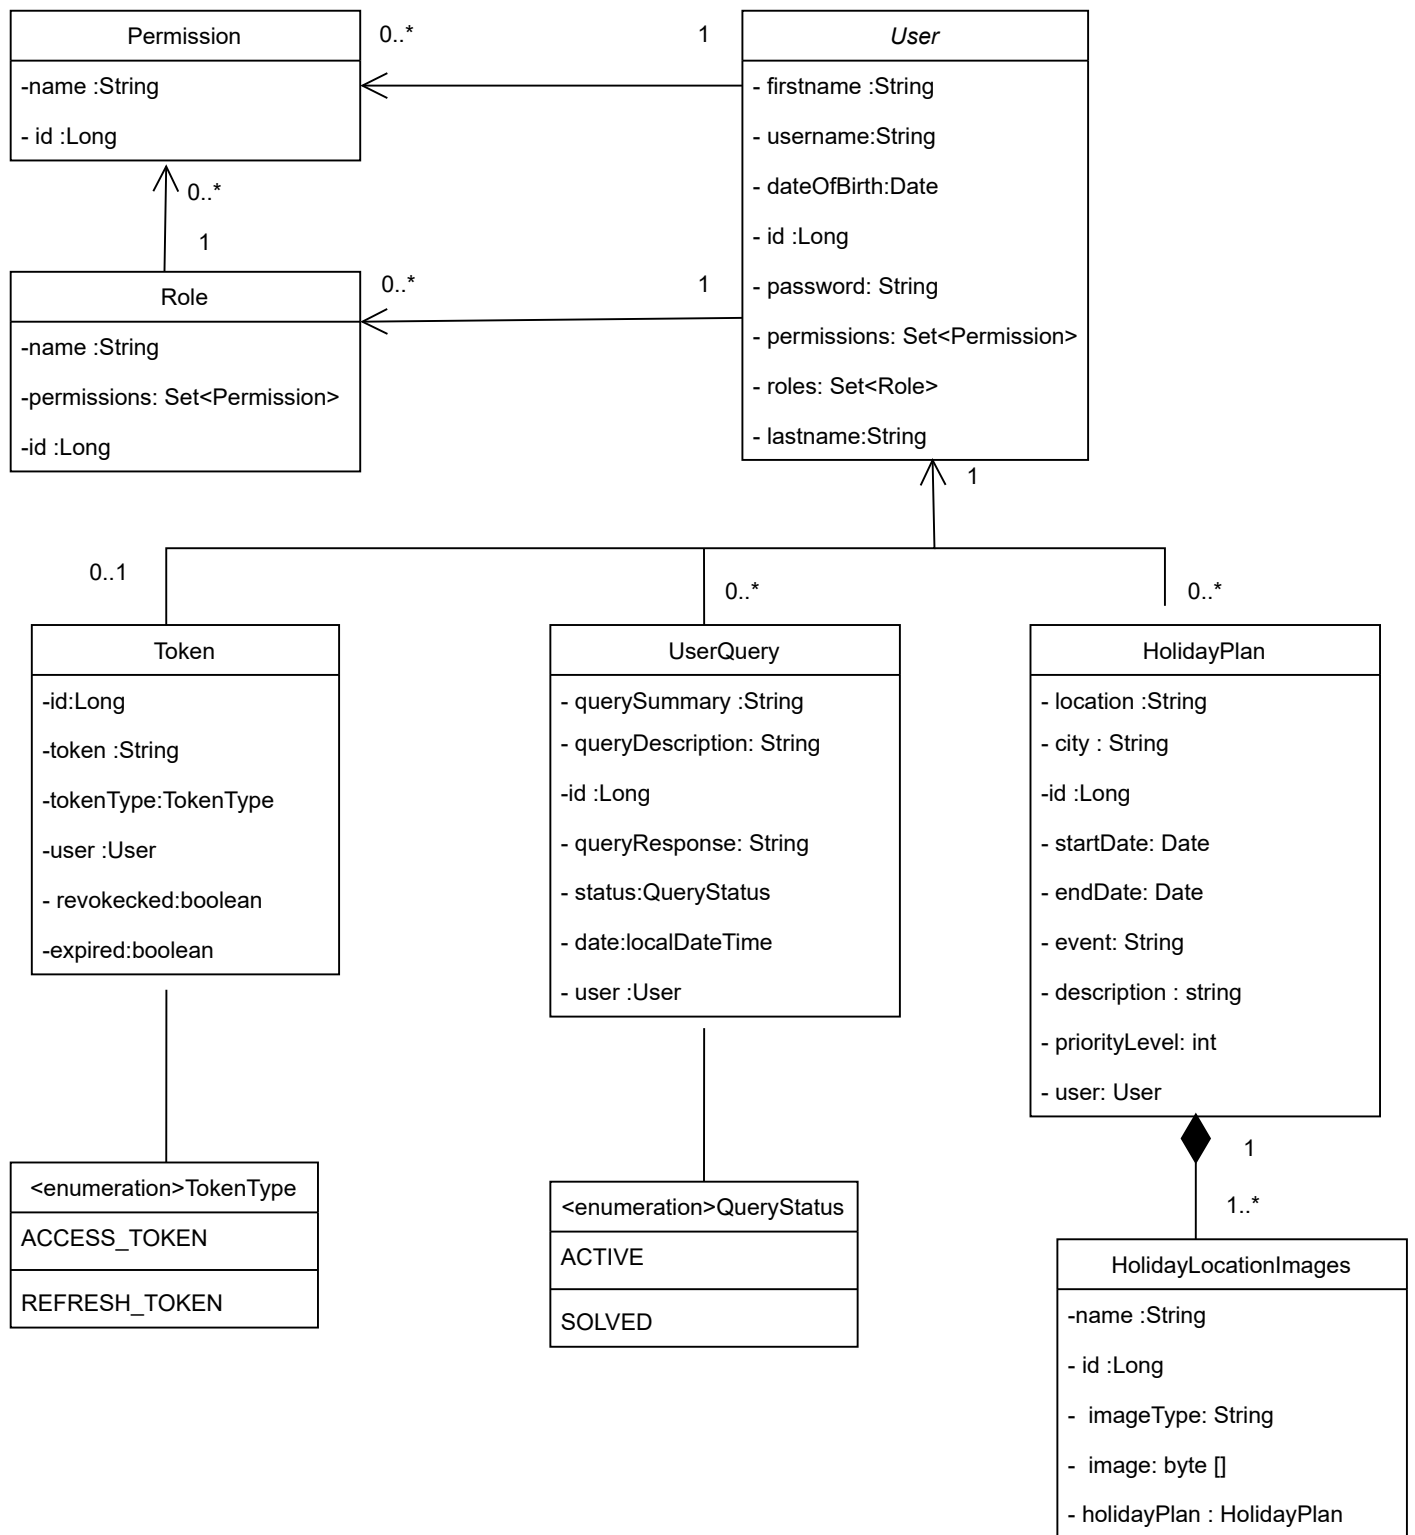 Permission
-name :String
- id :Long
0..*
1
User
- firstname :String
- username:String
- dateOfBirth:Date
- id :Long
- password: String
- permissions: Set<Permission>
- roles: Set<Role>
- lastname:String
0..*
1
Role
-name :String
-permissions: Set<Permission>
-id :Long
0..*
1
1
0..1
0..*
0..*
Token
-id:Long
-token :String
-tokenType:TokenType
-user :User
- revokecked:boolean
-expired:boolean
UserQuery
- querySummary :String
- queryDescription: String
-id :Long
- queryResponse: String
- status:QueryStatus
- date:localDateTime
- user :User
HolidayPlan
- location :String
- city : String
-id :Long
- startDate: Date
- endDate: Date
- event: String
- description : string
- priorityLevel: int
- user: User
<enumeration>TokenType
ACCESS_TOKEN
REFRESH_TOKEN
<enumeration>QueryStatus
ACTIVE
SOLVED
1
1..*
HolidayLocationImages
-name :String
- id :Long
- imageType: String
- image: byte []
- holidayPlan : HolidayPlan